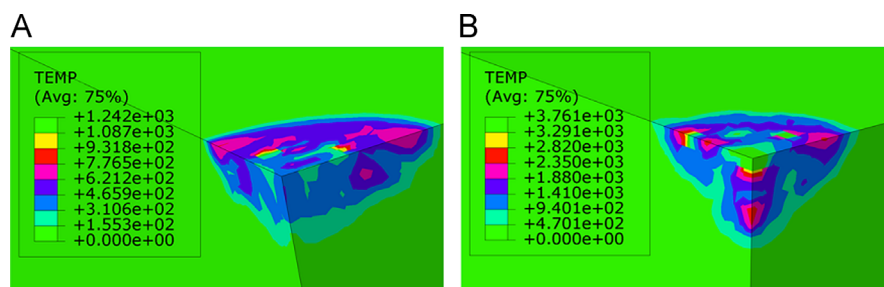 A
TEMP
(Avg: 75%)
+1.242e+03
+1.087e+03
+9.318e+02
+7.765e+02
+6.212e+02
+4.659e+02
+3.106e+02
+1.553e+02
+0.000e+00
B
TEMP
(Avg: 75%)
+3.761e+03
+3.291e+03
+2.820e+03
+2.350e+03
+1.880e+03
+1.410e+03
+9.401e+02
+4.701e+02
+0.000e+00